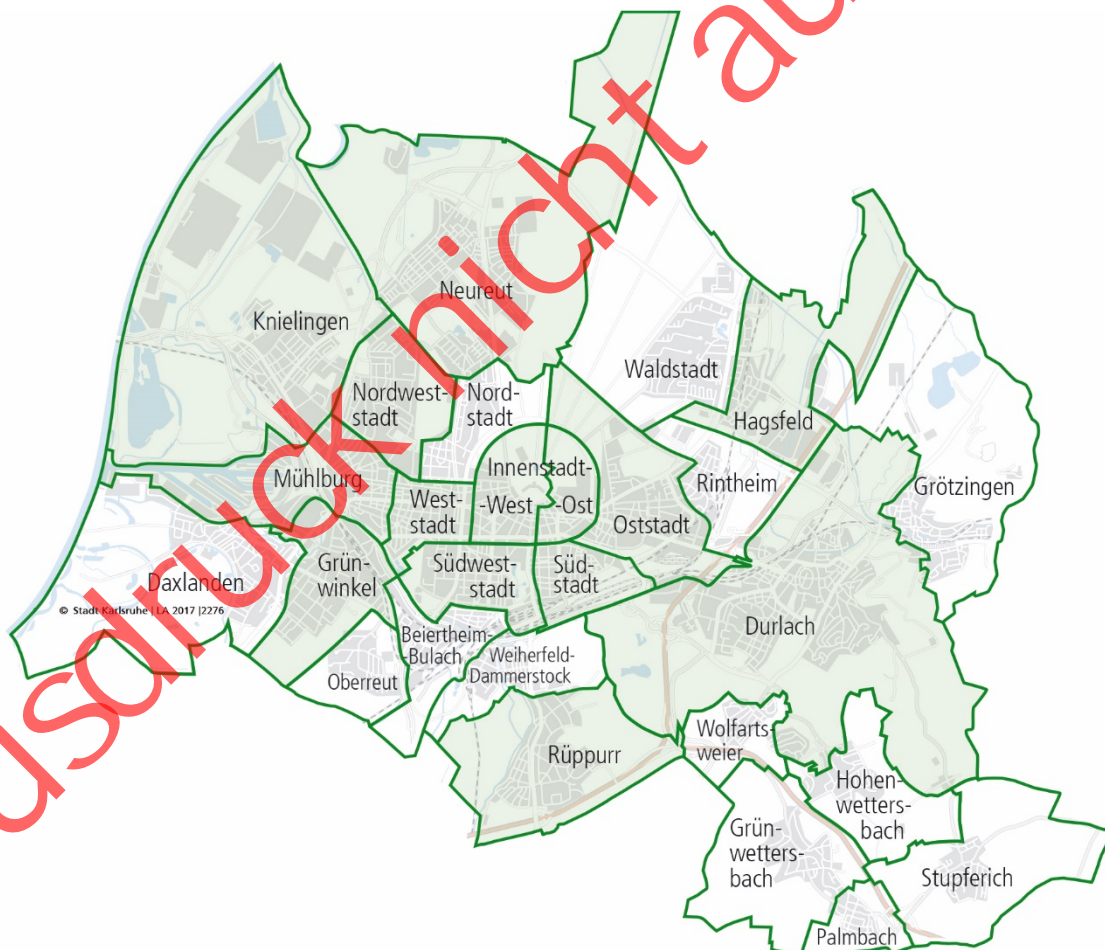 usdruck nicht au
Neureut
Knielingen
Waldstadt
Nordwest-
stadt
Nord-
stadt
Hagsfeld
Mühlburg
Innenstadt-
-West
-Ost
Rintheim
Grötzingen
West-
stadt
Oststadt
Daxlanden
Grün-
winkel
Südwest-
stadt
Süd-
stadt
© Stadt Karlsruhe | LA 2017 |2276
Durlach
Beiertheim-
-Bulach
Weiherfeld-
Dammerstock
Oberreut
Rüppurr
Wolfarts-
weier
Hohen-
wetters-
bach
Grün-
wetters-
bach
Stupferich
Palmbach